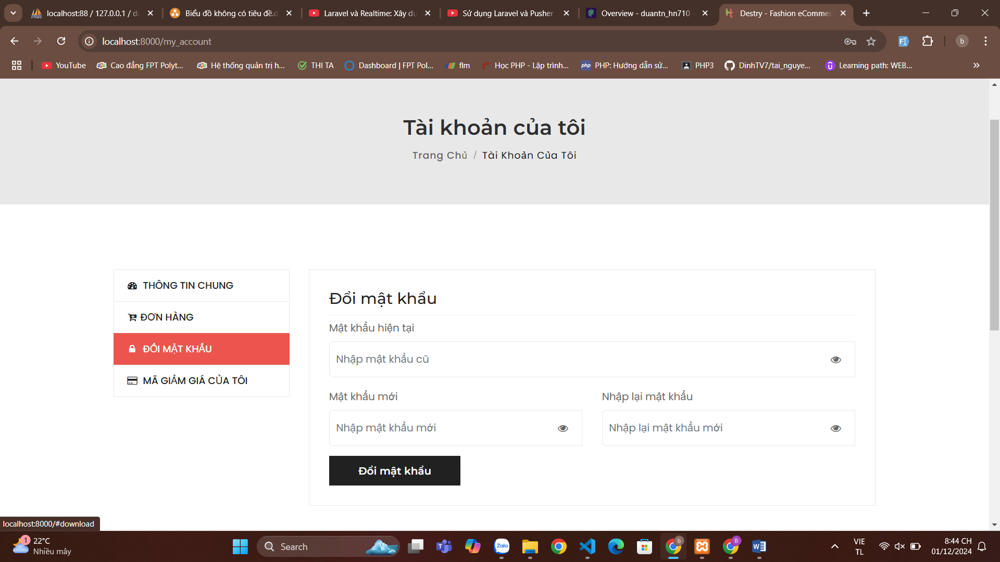 localhost:88 / 127.0.0.1 / d
Biểu đồ không có tiêu đề.d
Laravel và Realtime: Xây dụ
Sử dụng Laravel và Pusher
Overview - duantn_hn710 -
Destry - Fashion eCommer
localhost:8000/my_account
b
YouTube
Cao đẳng FPT Polyt...
Hệ thống quản trị h...
THI TA
Dashboard | FPT Pol...
flm
Học PHP - Lập trình...
php PHP: Hướng dẫn sử...
PHP3
DinhTV7/tai_nguye...
Learning path: WEB...
Tài khoản của tôi
Trang Chủ / Tài Khoản Của Tôi
THÔNG TIN CHUNG
ĐƠN HÀNG
ĐỔI MẬT KHẨU
MÃ GIẢM GIÁ CỦA TÔI
Đổi mật khẩu
Mật khẩu hiện tại
Nhập mật khẩu cũ
Mật khẩu mới
Nhập lại mật khẩu
Nhập mật khẩu mới
Nhập lại mật khẩu mới
Đổi mật khẩu
localhost:8000/#download
1
22°C
Nhiều mây
Search
Zalo
b
B
VIE
TL
8:44 CH
01/12/2024